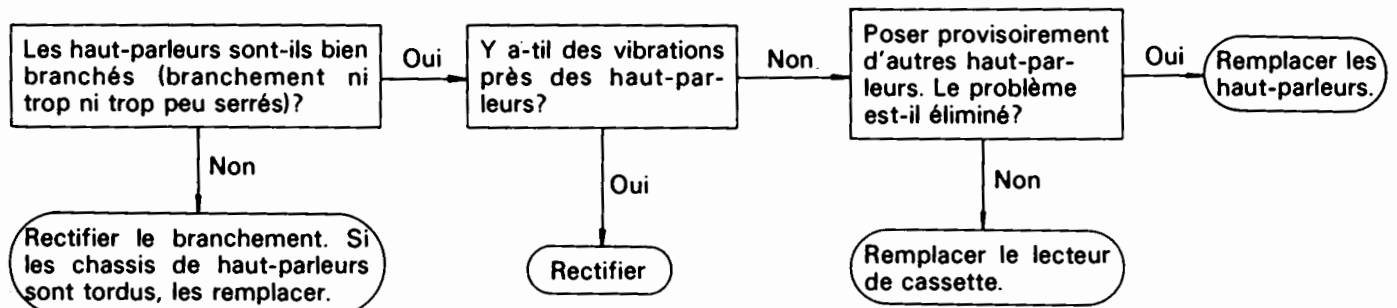 Les haut-parleurs sont-ils bien
branchés (branchement ni
trop ni trop peu serrés)?
Oui
Y a-til des vibrations
près des haut-par-
leurs?
Non
Poser provisoirement
d'autres haut-par-
leurs. Le problème
est-il éliminé?
Oui
Remplacer les
haut-parleurs.
Non
Rectifier le branchement. Si
les chassis de haut-parleurs
sont tordus, les remplacer.
Oui
Rectifier
Non
Remplacer le lecteur
de cassette.